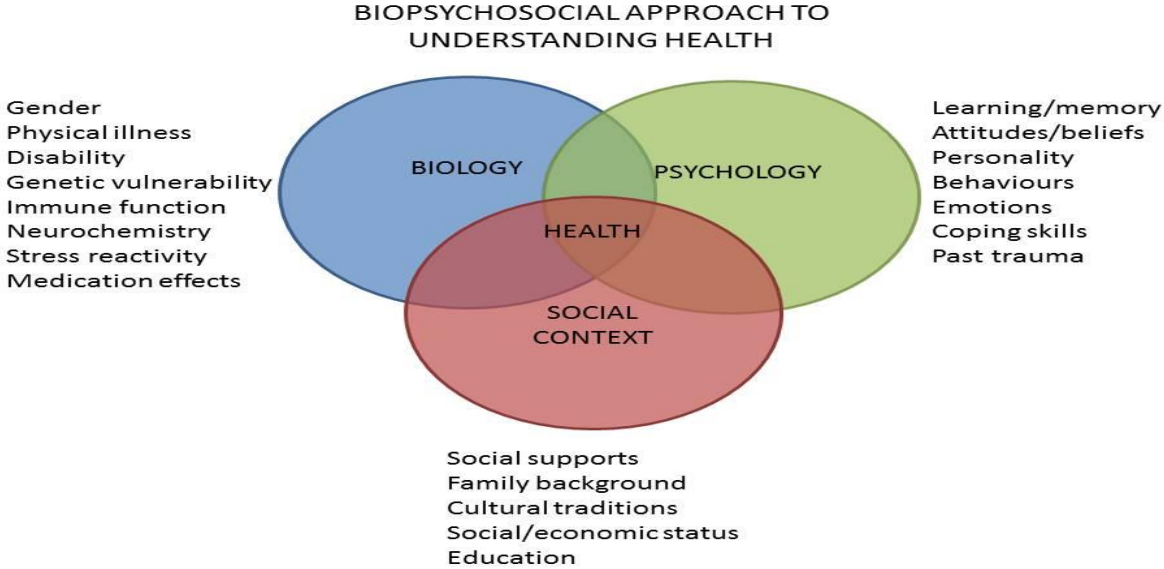 BIOPSYCHOSOCIAL APPROACH TO
UNDERSTANDING HEALTH
Gender
Physical illness
Disability
Genetic vulnerability
Immune function
Neurochemistry
Stress reactivity
Medication effects
BIOLOGY
PSYCHOLOGY
HEALTH
SOCIAL
CONTEXT
Learning/memory
Attitudes/beliefs
Personality
Behaviours
Emotions
Coping skills
Past trauma
Social supports
Family background
Cultural traditions
Social/economic status
Education